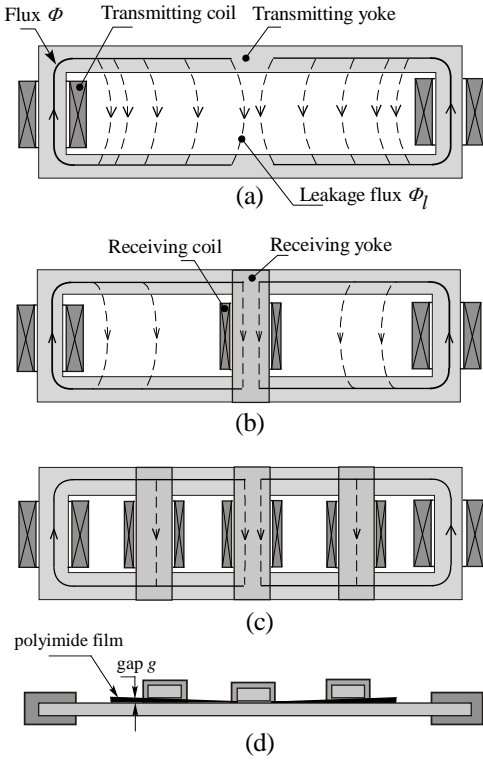 Flux Φ
Transmitting coil
Transmitting yoke
(a)
Leakage flux Φl
Receiving coil
Receiving yoke
(b)
(c)
polyimide film
gap g
(d)